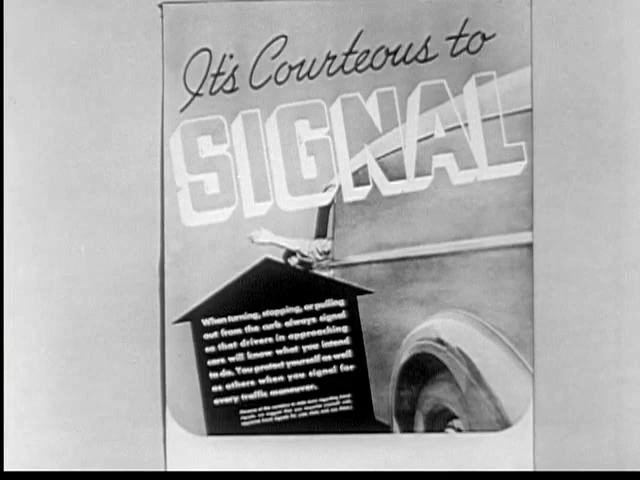 It's Courteous to
SIGNAL
When turning, stopping, or pulling
out from the curb always signal
so that drivers in approaching
cars will know what you intend
to do. You protect yourself as well
as others when you signal for
every traffic maneuver.